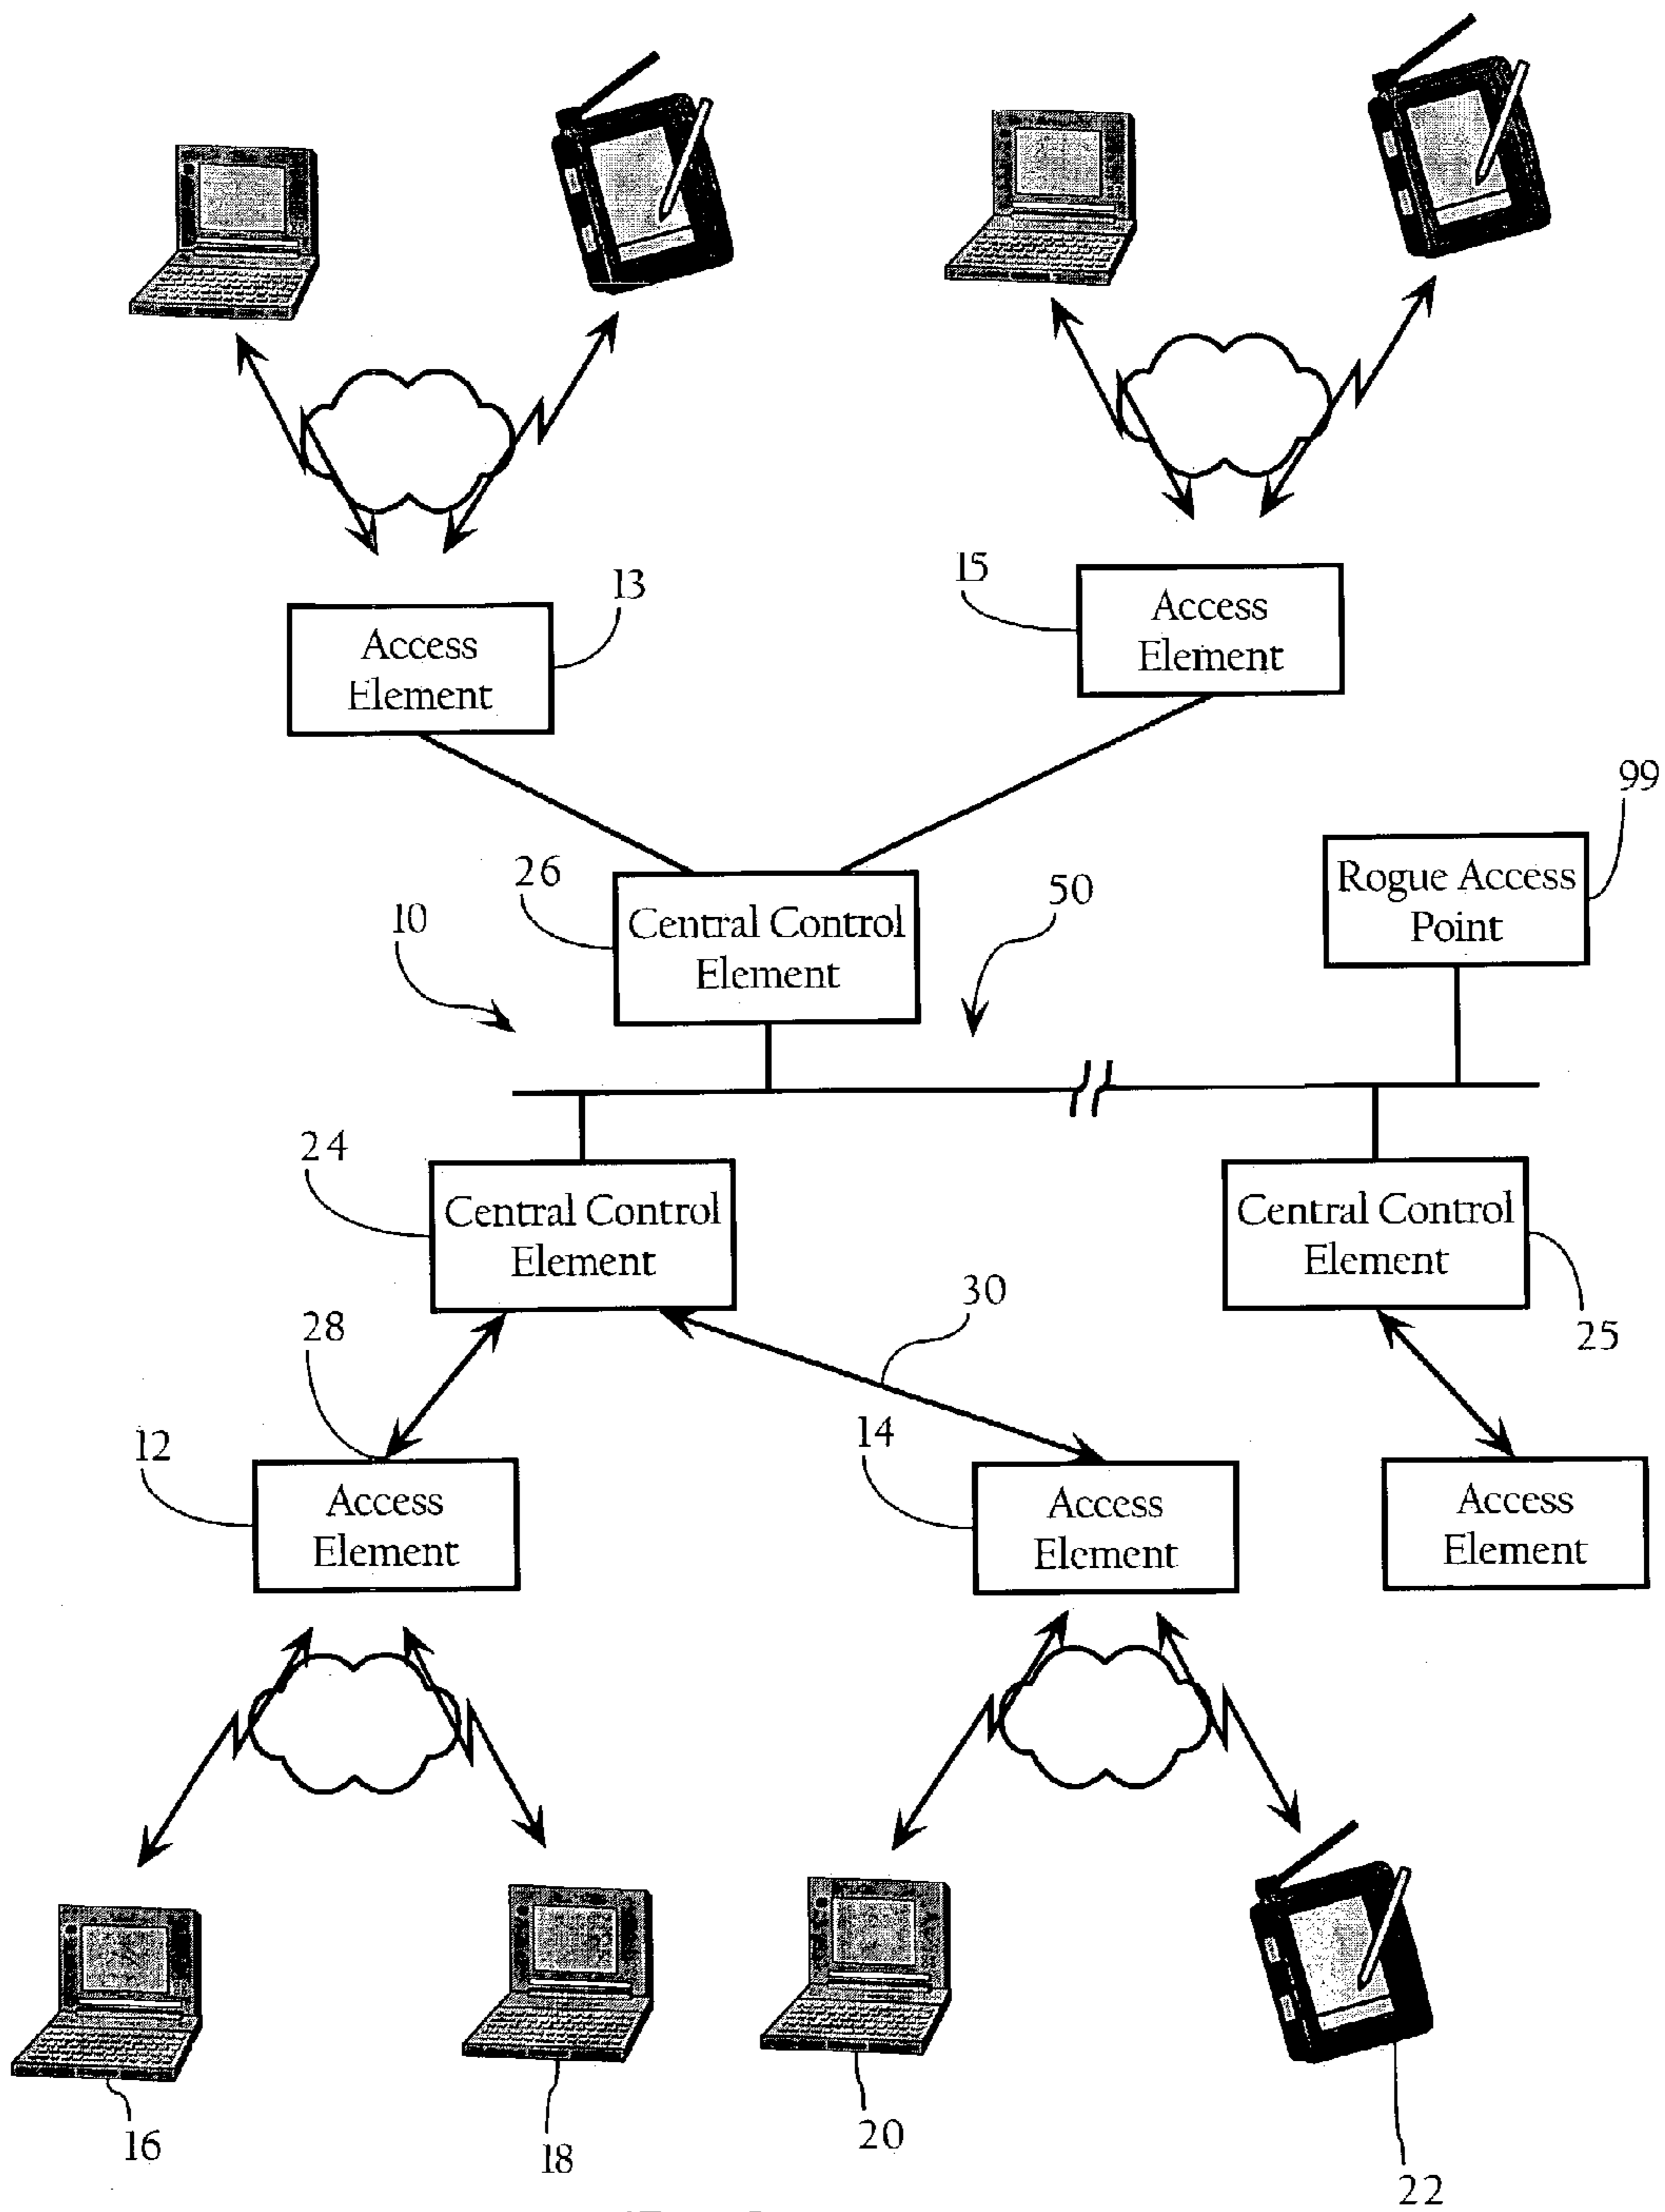 13
15
Access
Element
Access
Element
99
26
50
10
Rogue Access
Point
Central Control
Element
24
Central Control
Element
Central Control
Element
30
28
25
12
14
Access
Element
Access
Element
Access
Element
16
18
20
22